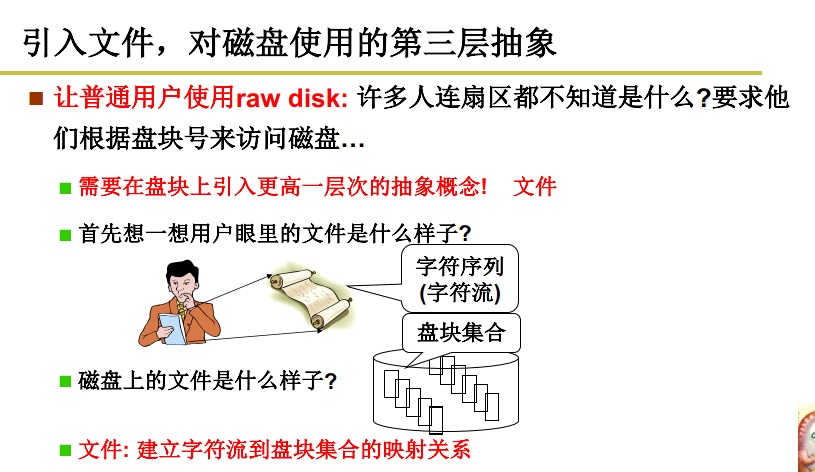 引入文件，对磁盘使用的第三层抽象
让普通用户使用raw disk: 许多人连扇区都不知道是什么?要求他
们根据盘块号来访问磁盘…
需要在盘块上引入更高一层次的抽象概念! 文件
首先想一想用户眼里的文件是什么样子?
字符序列
(字符流)
盘块集合
磁盘上的文件是什么样子?
文件: 建立字符流到盘块集合的映射关系